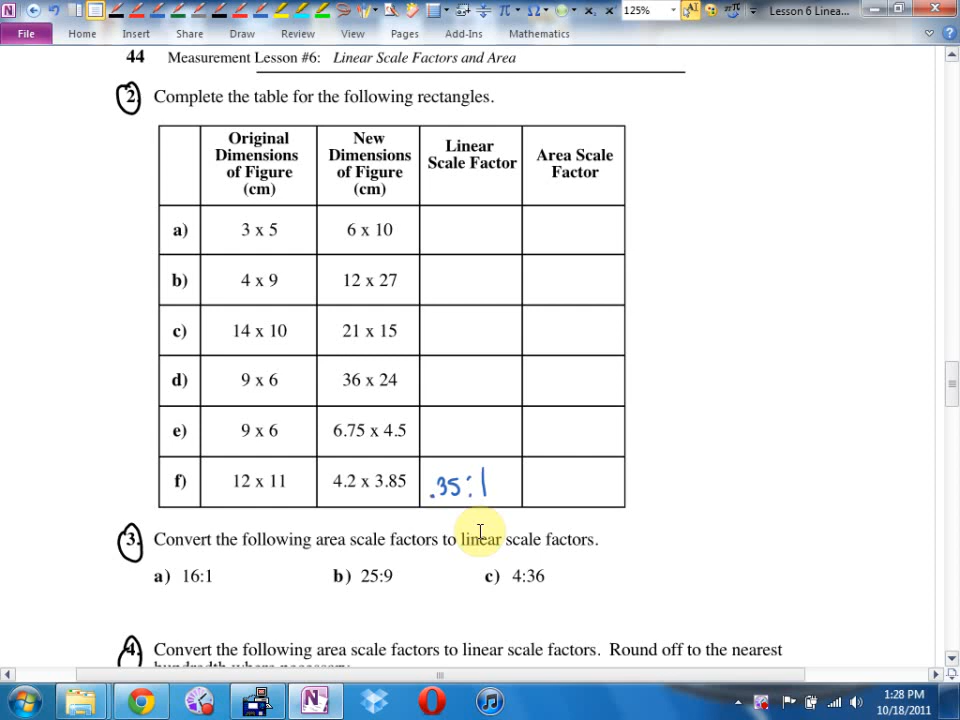 125%
Lesson 6 Linea...
File Home Insert Share Draw Review View Pages Add-Ins Mathematics
44 Measurement Lesson #6: Linear Scale Factors and Area
2. Complete the table for the following rectangles.
Original Dimensions of Figure (cm) New Dimensions of Figure (cm) Linear Scale Factor Area Scale Factor
a) 3 x 5 6 x 10
b) 4 x 9 12 x 27
c) 14 x 10 21 x 15
d) 9 x 6 36 x 24
e) 9 x 6 6.75 x 4.5
f) 12 x 11 4.2 x 3.85 .35:1
3. Convert the following area scale factors to linear scale factors.
a) 16:1 b) 25:9 c) 4:36
4. Convert the following area scale factors to linear scale factors. Round off to the nearest
hundredth where necessary.
1:28 PM
10/18/2011